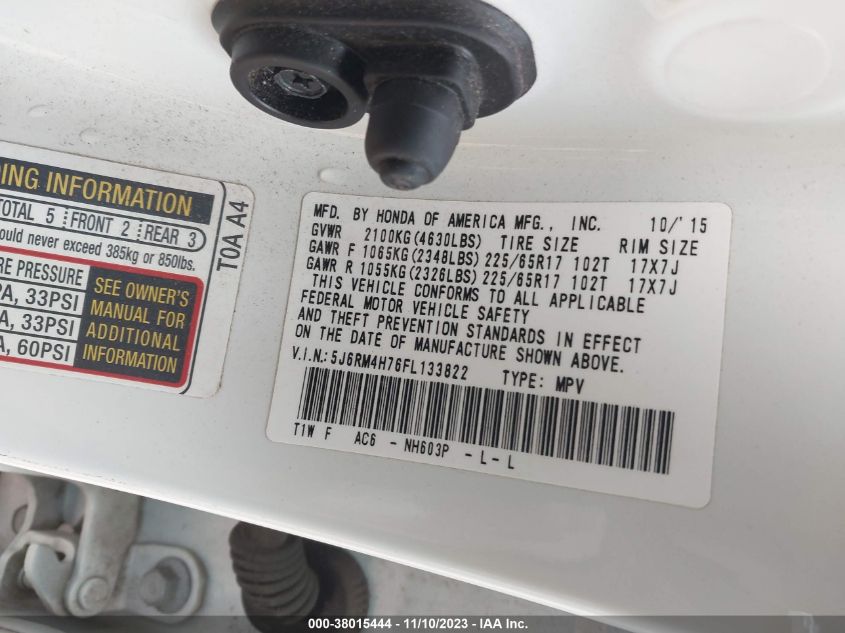 DING INFORMATION
TOTAL 5 FRONT 2 REAR 3
ould never exceed 385kg or 850lbs.
RE PRESSURE
PA, 33PSI
A, 33PSI
A, 60PSI
SEE OWNER'S
MANUAL FOR
ADDITIONAL
INFORMATION
T0A A4
MFD. BY HONDA OF AMERICA MFG., INC. 10/'15
GVWR 2100KG(4630LBS) TIRE SIZE RIM SIZE
GAWR F 1065KG(2348LBS)225/65R17 102T 17X7J
GAWR R 1055KG(2326LBS)225/65R17 102T 17X7J
THIS VEHICLE CONFORMS TO ALL APPLICABLE
FEDERAL MOTOR VEHICLE SAFETY
AND THEFT PREVENTION STANDARDS IN EFFECT
ON THE DATE OF MANUFACTURE SHOWN ABOVE.
V.I.N.:5J6RM4H76FL133822 TYPE: MPV
T1W F AC6 - NH603P - L - L
000- 38015444 - 11/10/2023 - IAA Inc.